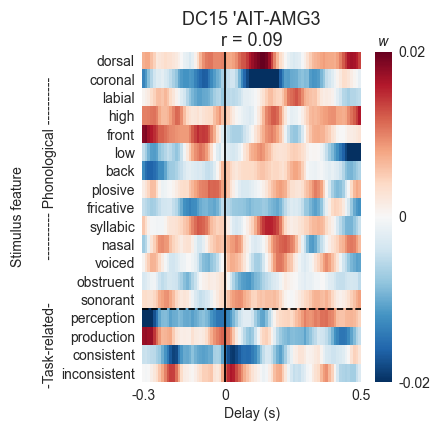 DC15 'AIT-AMG3
r = 0.09
w
dorsal
coronal
labial
high
front
low
back
plosive
fricative
syllabic
nasal
voiced
obstruent
sonorant
perception
production
consistent
inconsistent
Stimulus feature
-Task-related-
---------- Phonological ----------
0.02
0
-0.02
-0.3
0
0.5
Delay (s)